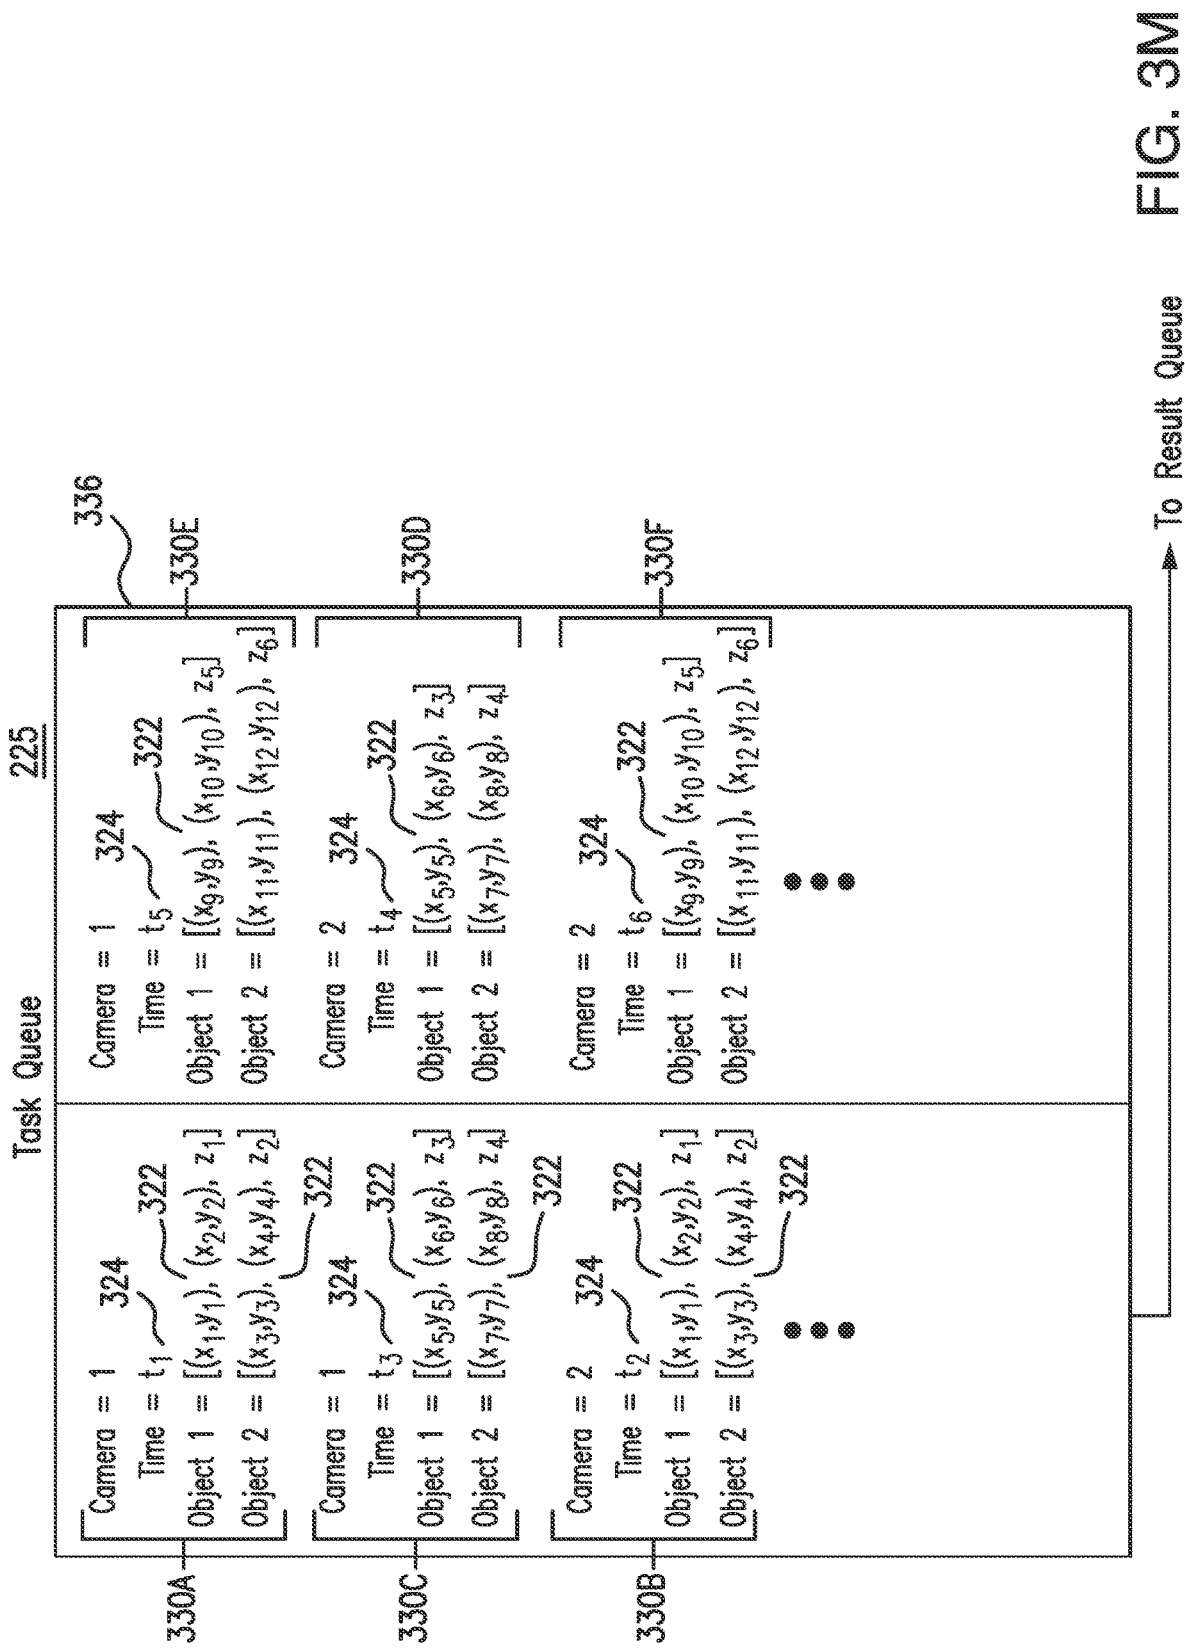 Task Queue 225
336
330A
Camera = 1
324
Time = t₁
322
Object 1 = [(x₁,y₁), (x₂,y₂), z₁]
Object 2 = [(x₃,y₃), (x₄,y₄), z₂]
322
330C
Camera = 1
324
Time = t₃
322
Object 1 = [(x₅,y₅), (x₆,y₆), z₃]
Object 2 = [(x₇,y₇), (x₈,y₈), z₄]
322
330B
Camera = 2
324
Time = t₂
322
Object 1 = [(x₁,y₁), (x₂,y₂), z₁]
Object 2 = [(x₃,y₃), (x₄,y₄), z₂]
322
Camera = 1
324
Time = t₅
322
Object 1 = [(x₉,y₉), (x₁₀,y₁₀), z₅]
Object 2 = [(x₁₁,y₁₁), (x₁₂,y₁₂), z₆]
330E
Camera = 2
324
Time = t₄
322
Object 1 = [(x₅,y₅), (x₆,y₆), z₃]
Object 2 = [(x₇,y₇), (x₈,y₈), z₄]
330D
Camera = 2
324
Time = t₆
322
Object 1 = [(x₉,y₉), (x₁₀,y₁₀), z₅]
Object 2 = [(x₁₁,y₁₁), (x₁₂,y₁₂), z₆]
330F
To Result Queue
FIG. 3M